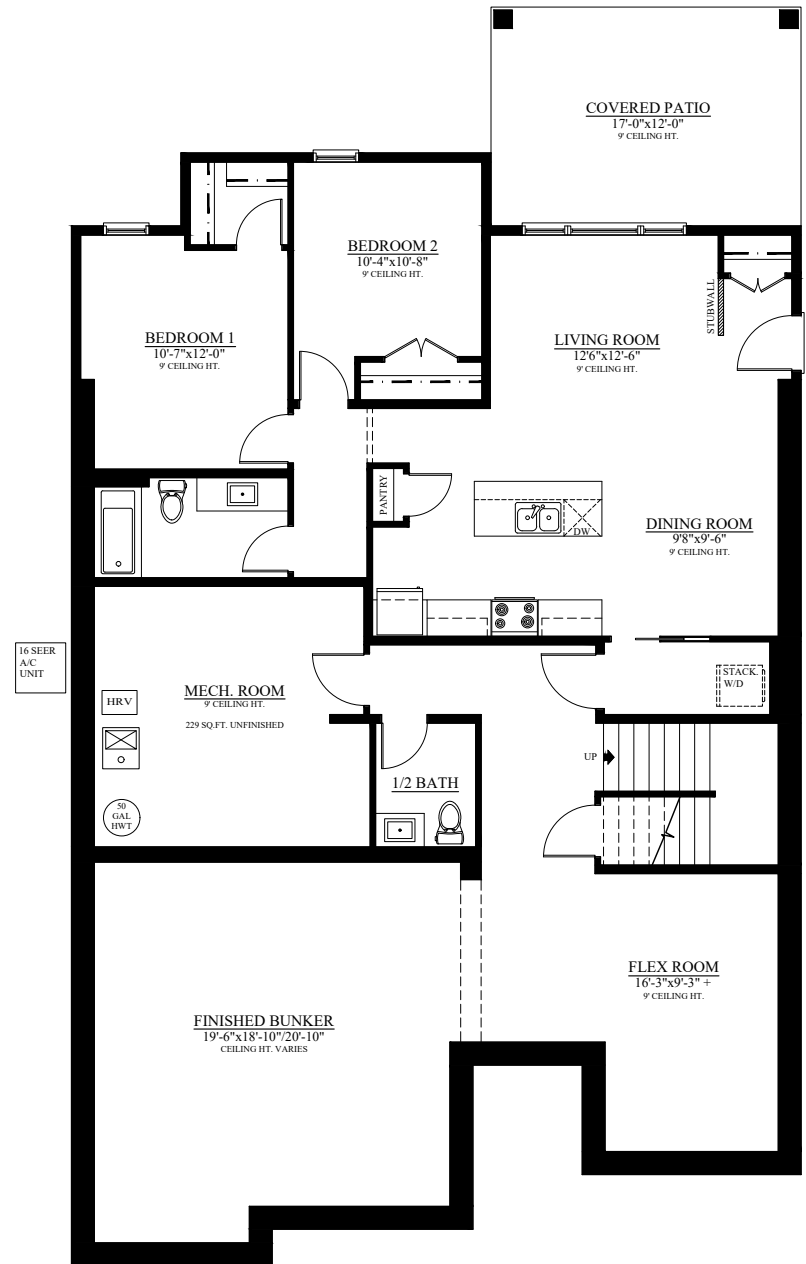 COVERED PATIO
17'-0"x12'-0"
9' CEILING HT.
BEDROOM 2
10'-4"x10'-8"
9' CEILING HT.
BEDROOM 1
10'-7"x12'-0"
9' CEILING HT.
STUBWALL
LIVING ROOM
12'6"x12'-6"
9' CEILING HT.
PANTRY
DW
DINING ROOM
9'8"x9'-6"
9' CEILING HT.
16 SEER
A/C
UNIT
MECH. ROOM
9' CEILING HT.
229 SQ.FT. UNFINISHED
HRV
50
GAL
HWT
STACK.
W/D
UP
1/2 BATH
FLEX ROOM
16'-3"x9'-3" +
9' CEILING HT.
FINISHED BUNKER
19'-6"x18'-10"/20'-10"
CEILING HT. VARIES